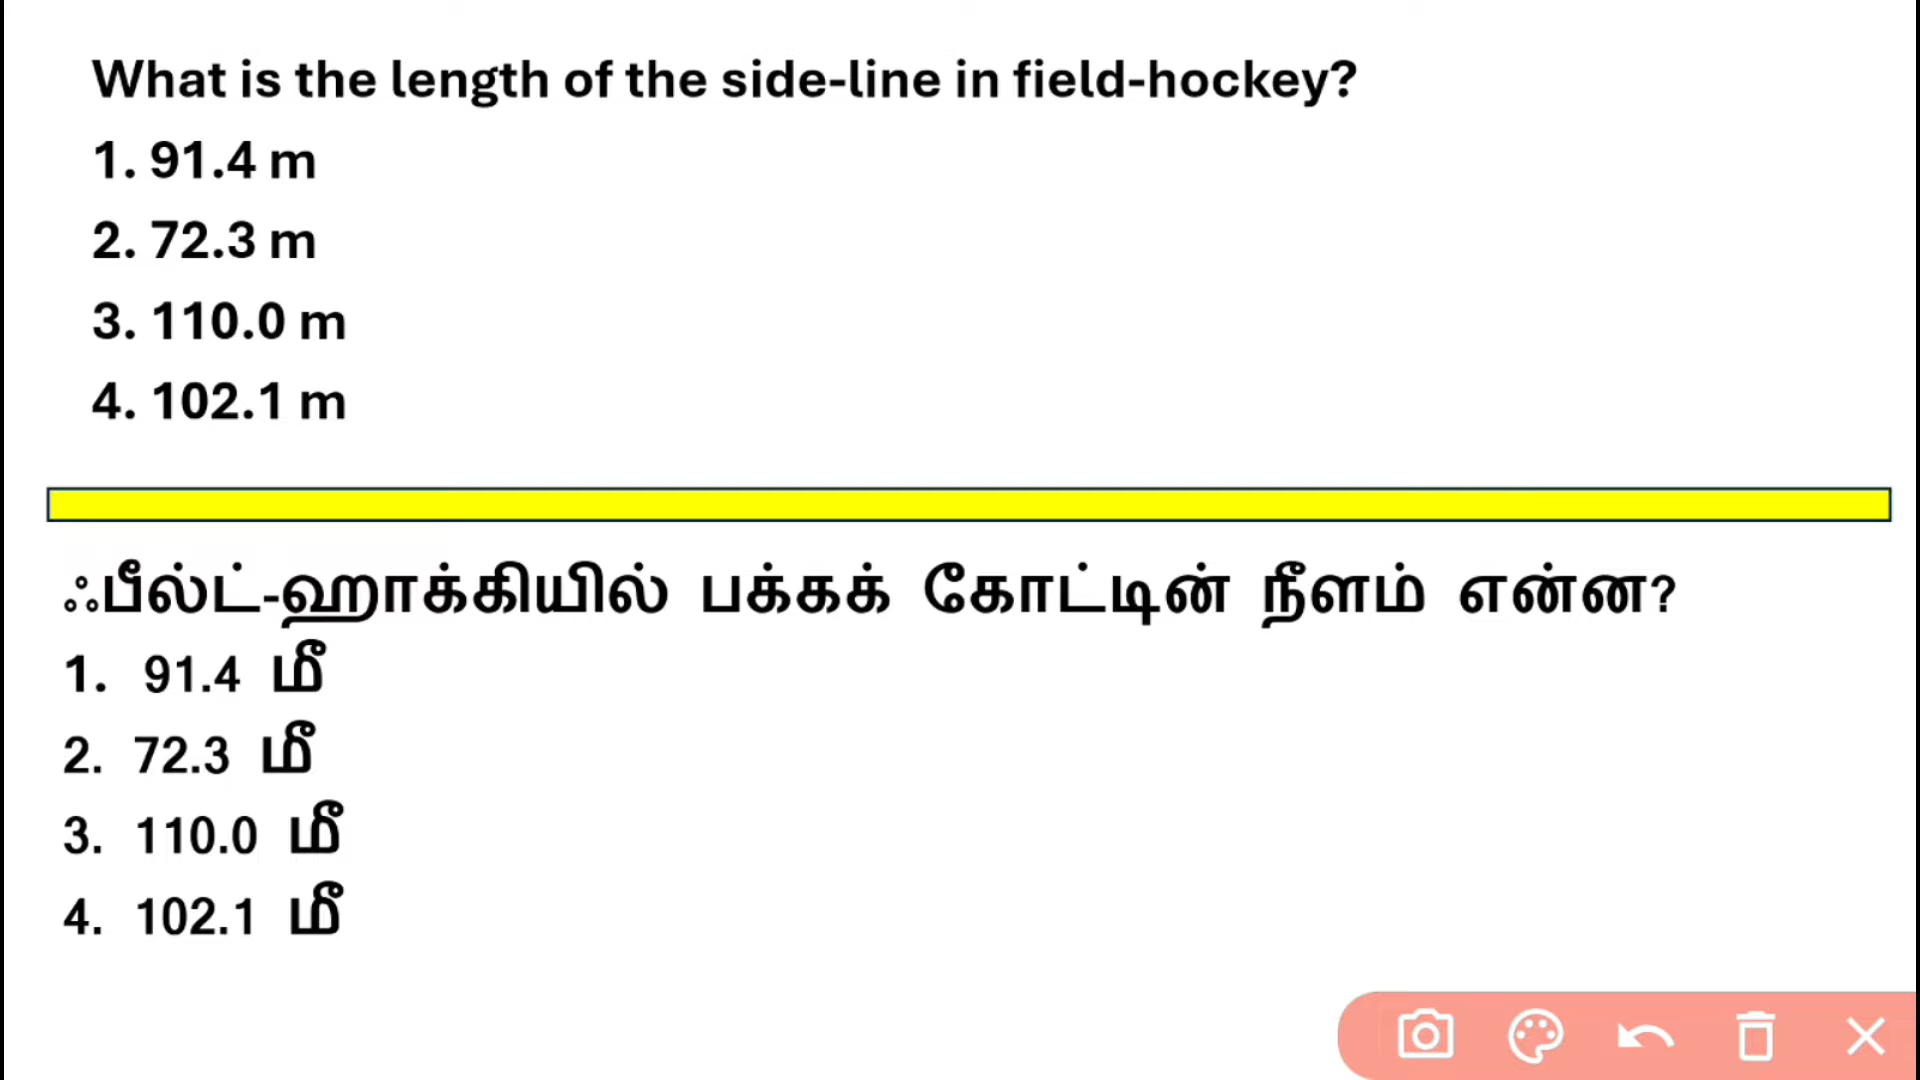 What is the length of the side-line in field-hockey?
1. 91.4 m
2. 72.3 m
3. 110.0 m
4. 102.1 m
ஃபீல்ட்-ஹாக்கியில் பக்கக் கோட்டின் நீளம் என்ன?
1. 91.4 மீ
2. 72.3 மீ
3. 110.0 மீ
4. 102.1 மீ